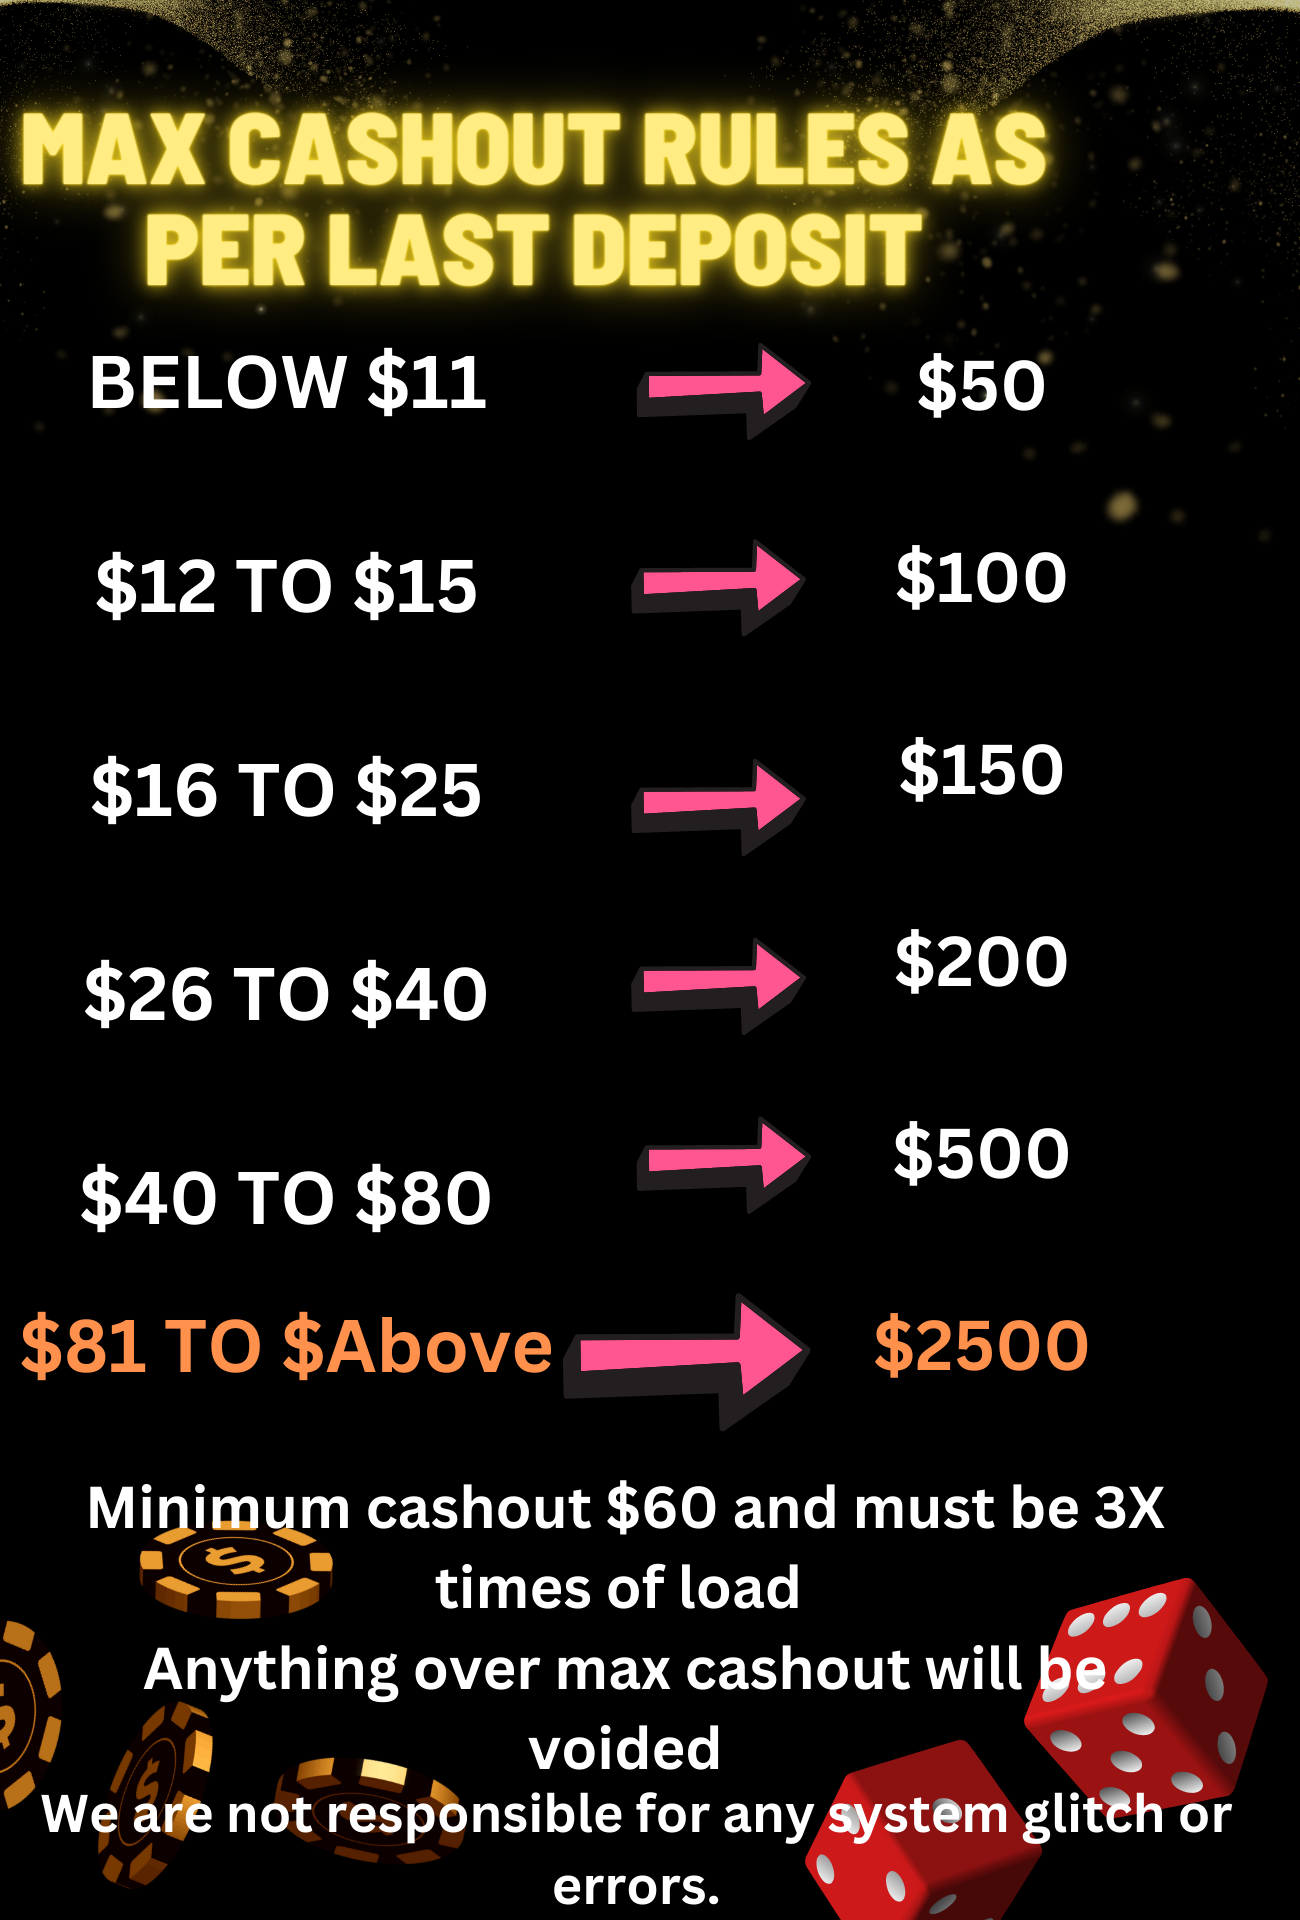 MAX CASHOUT RULES AS
PER LAST DEPOSIT
BELOW $11 $50
$12 TO $15 $100
$16 TO $25 $150
$26 TO $40 $200
$40 TO $80 $500
$81 TO $Above $2500
Minimum cashout $60 and must be 3X
times of load
Anything over max cashout will be
voided
We are not responsible for any system glitch or
errors.